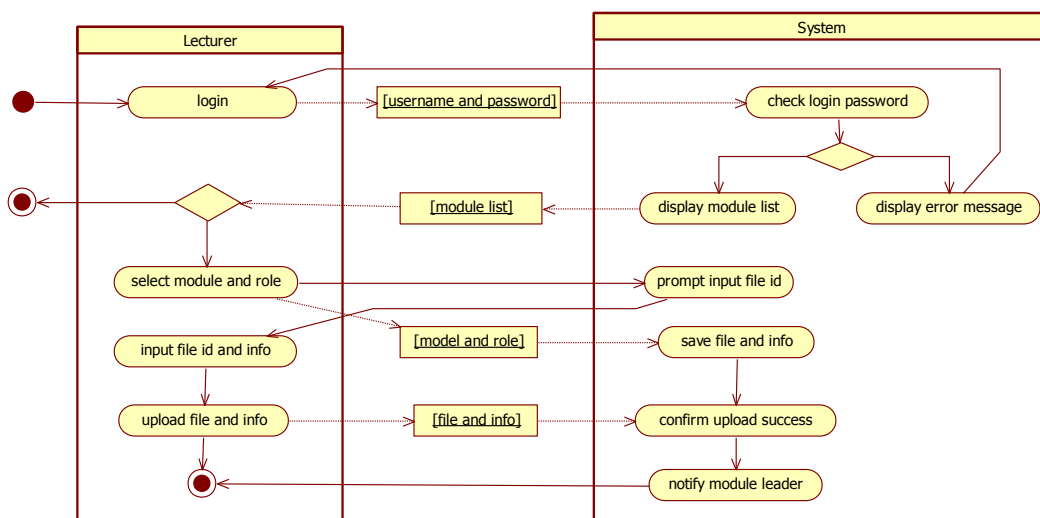 Lecturer
System
login
[username and password]
check login password
[module list]
display module list
display error message
select module and role
prompt input file id
input file id and info
[model and role]
save file and info
upload file and info
[file and info]
confirm upload success
notify module leader